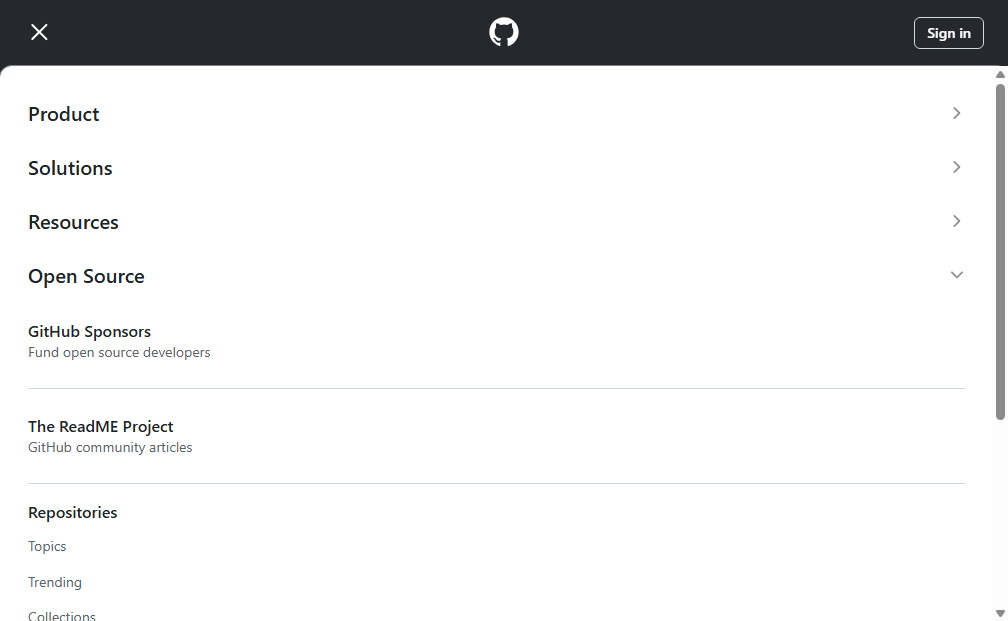 Sign in
Product
Solutions
Resources
Open Source
GitHub Sponsors
Fund open source developers
The ReadME Project
GitHub community articles
Repositories
Topics
Trending
Collections